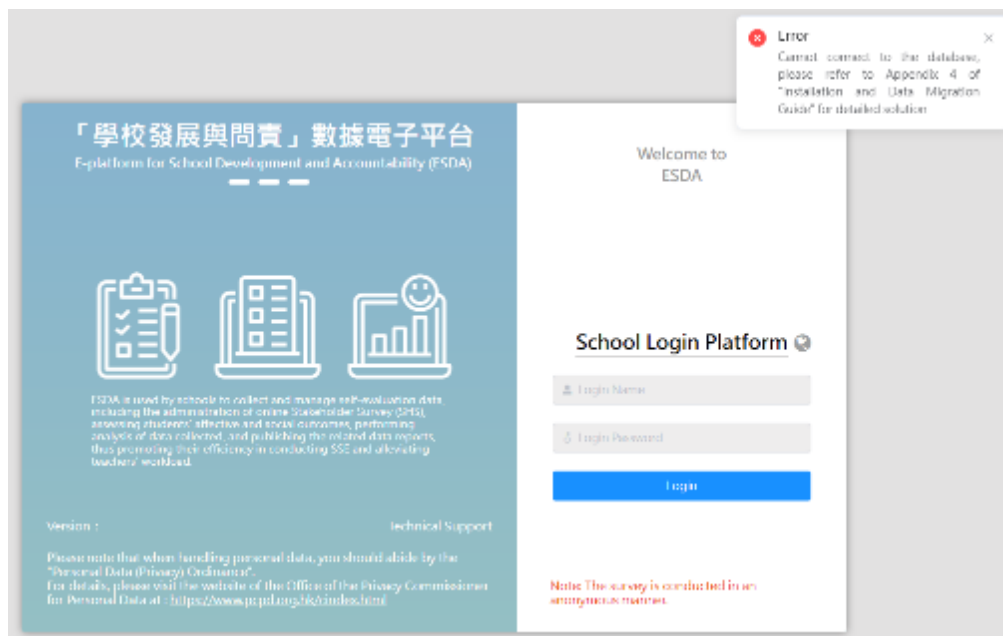 Error
Cannot connect to the database,
please refer to Appendix 4 of
"Installation and Data Migration
Guide" for detailed solution
「學校發展與問責」數據電子平台
E-platform for School Development and Accountability (ESDA)
ESDA is used by schools to collect and manage self-evaluation data,
including the administration of online Stakeholder Survey (SHS),
assessing students' affective and social outcomes, performing
analysis of data collected, and publishing the related data reports,
thus promoting their efficiency in conducting SSE and alleviating
teachers' workload.
Version :
Technical Support
Please note that when handling personal data, you should abide by the
"Personal Data (Privacy) Ordinance".
For details, please visit the website of the Office of the Privacy Commissioner
for Personal Data at : https://www.pcpd.org.hk/cindex.html
Welcome to
ESDA
School Login Platform
Login Name
Login Password
Login
Note: The survey is conducted in an
anonymous manner.